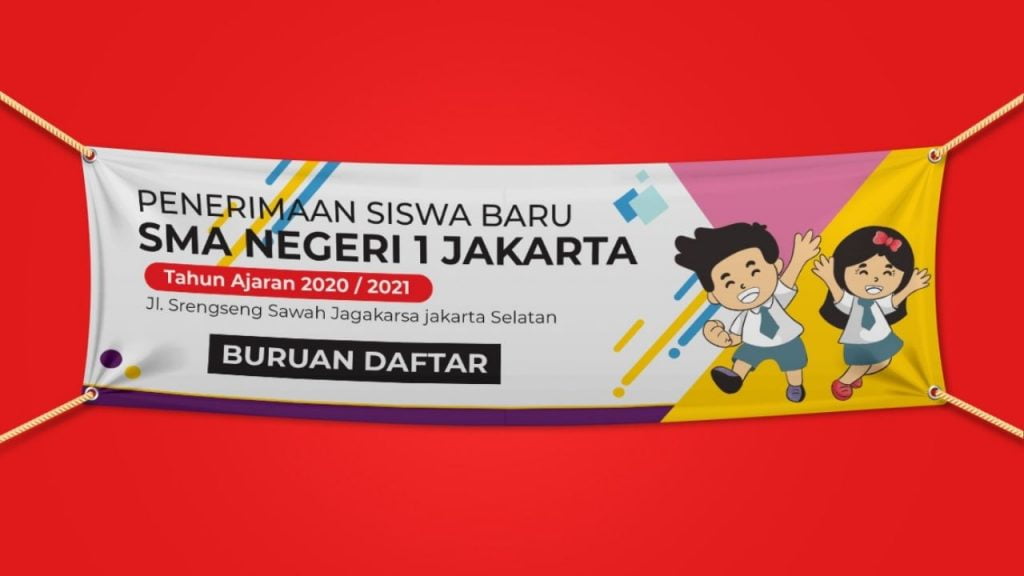 PENERIMAAN SISWA BARU
SMA NEGERI 1 JAKARTA
Tahun Ajaran 2020 / 2021
Jl. Srengseng Sawah Jagakarsa jakarta Selatan
BURUAN DAFTAR